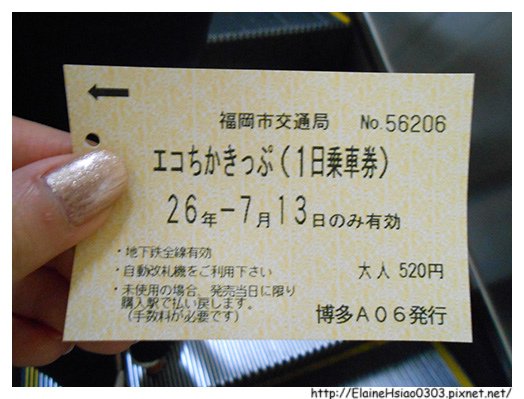 福岡市交通局 No.56206
エコちかきっぷ(1日乗車券)
26年-7月13日のみ有効
・地下鉄全線有効
・自動改札機をご利用下さい 大人 520円
・未使用の場合、発売当日に限り
購入駅で払い戻します。
(手数料が必要です) 博多A06発行
http://ElaineHsiao0303.pixnet.net/